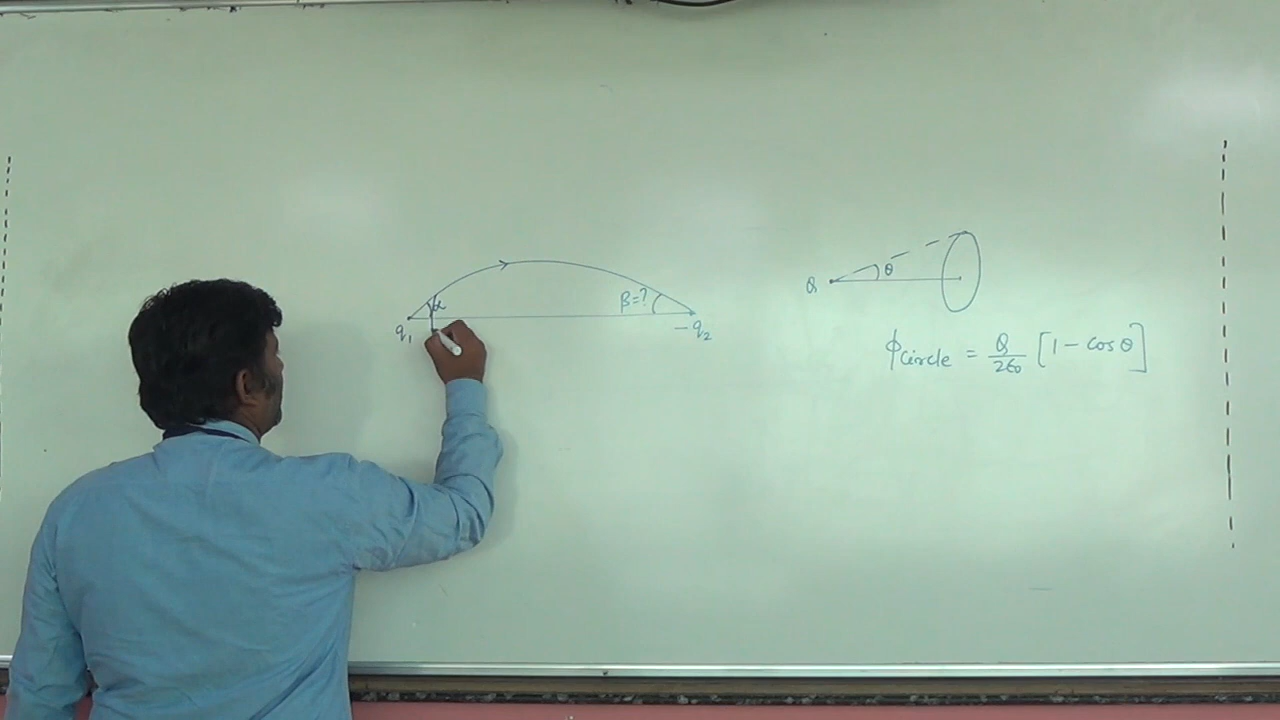 α
β=?
q₁
−q₂
θ
Q
ϕcircle = Q/2ε₀ [1 − cos θ]